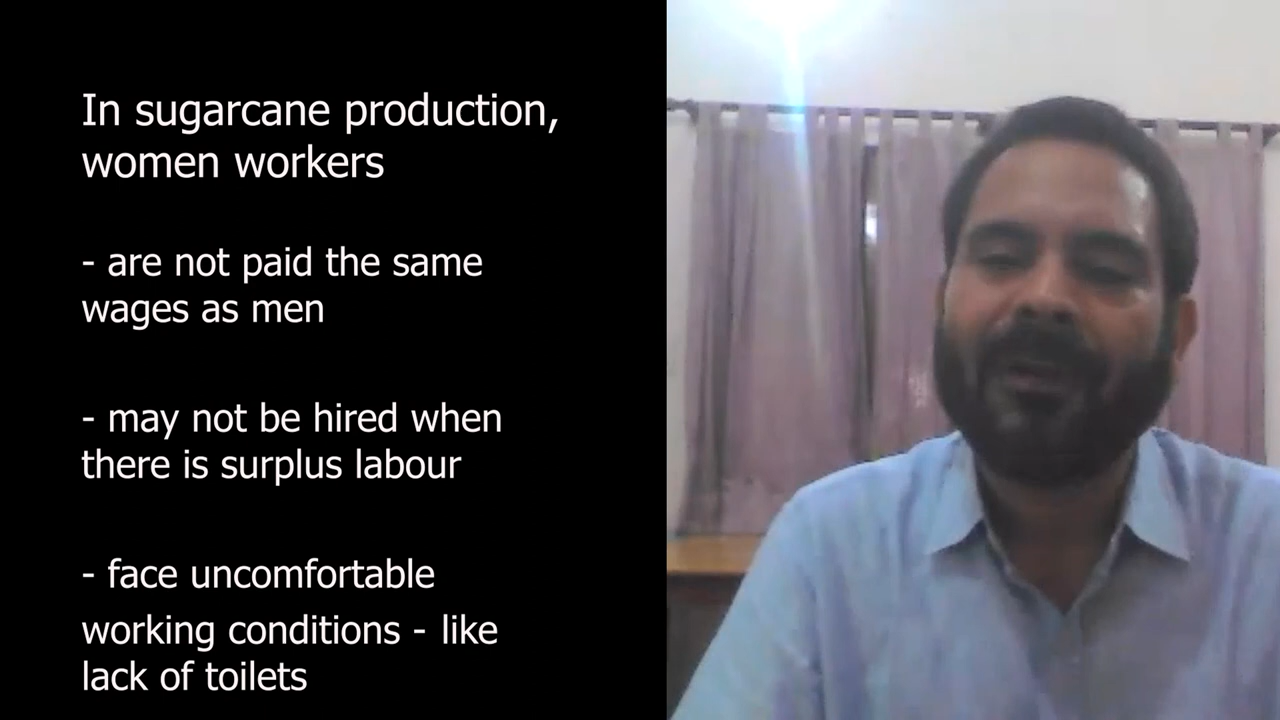 In sugarcane production,
women workers
- are not paid the same
wages as men
- may not be hired when
there is surplus labour
- face uncomfortable
working conditions - like
lack of toilets